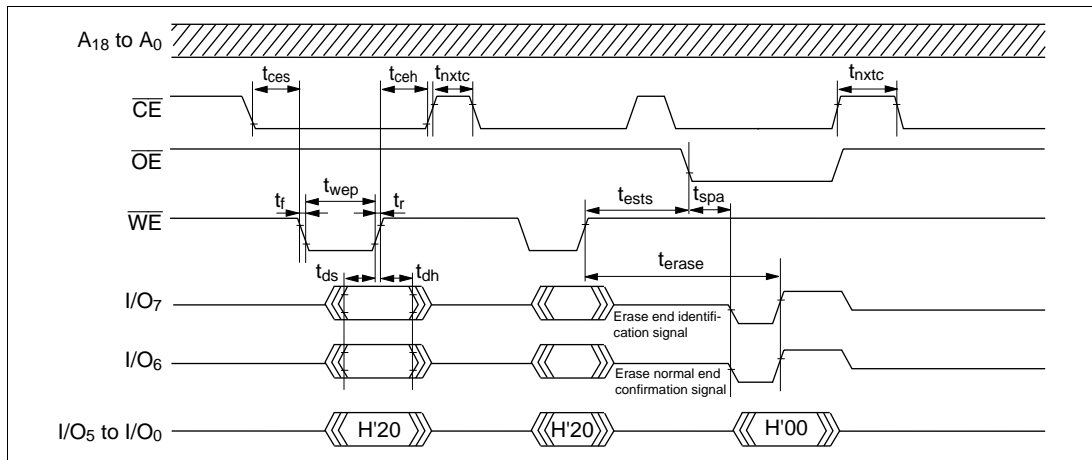 A18 to A0
tces
tceh
tnxtc
tnxtc
CE
OE
tf
twep
tr
tests
tspa
WE
tds
tdh
terase
I/O7
Erase end identifi-
cation signal
I/O6
Erase normal end
confirmation signal
I/O5 to I/O0
H'20
H'20
H'00